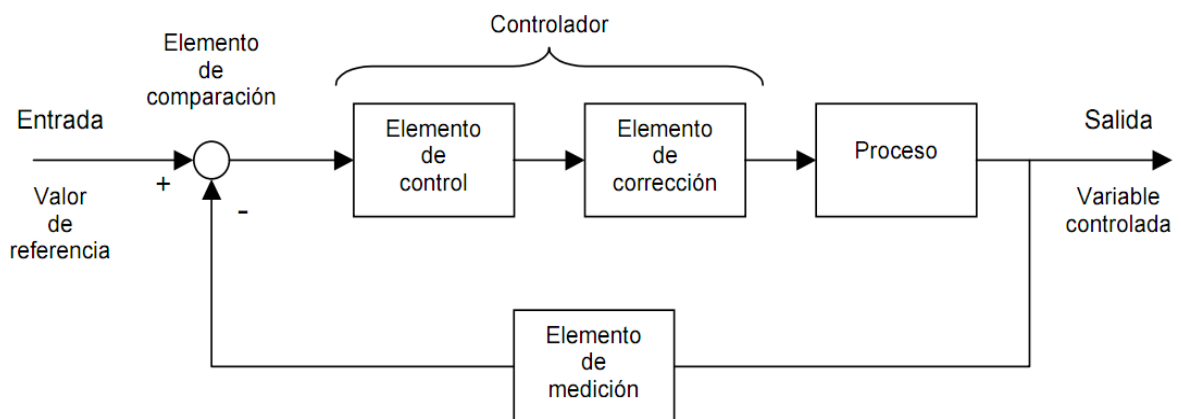 Controlador
Elemento
de
comparación
Entrada
+
-
Valor
de
referencia
Elemento
de
control
Elemento
de
corrección
Proceso
Salida
Variable
controlada
Elemento
de
medición